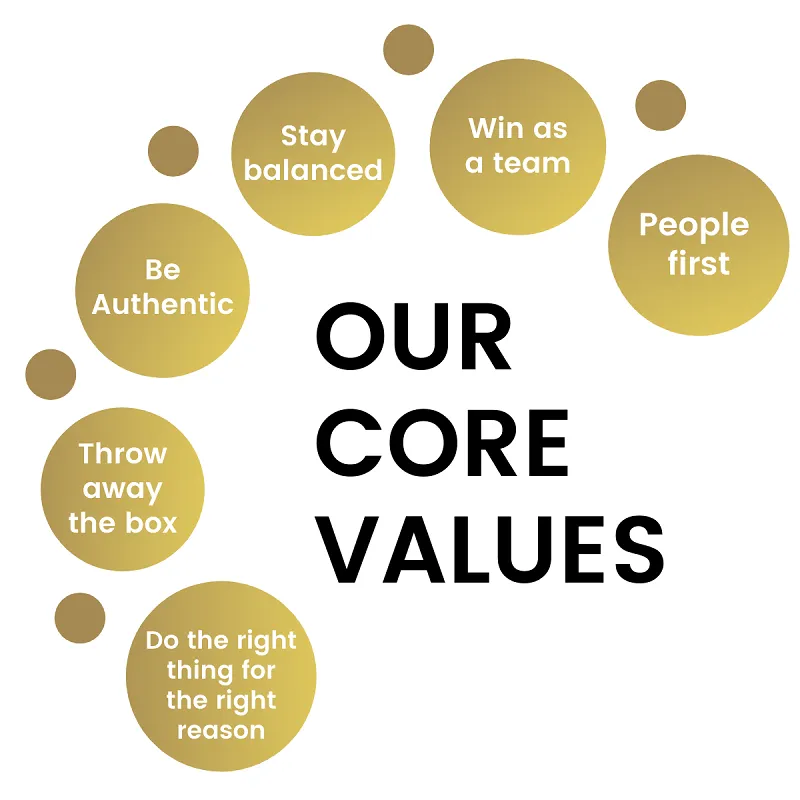 Stay
balanced
Win as
a team
People
first
Be
Authentic
OUR
CORE
VALUES
Throw
away
the box
Do the right
thing for
the right
reason